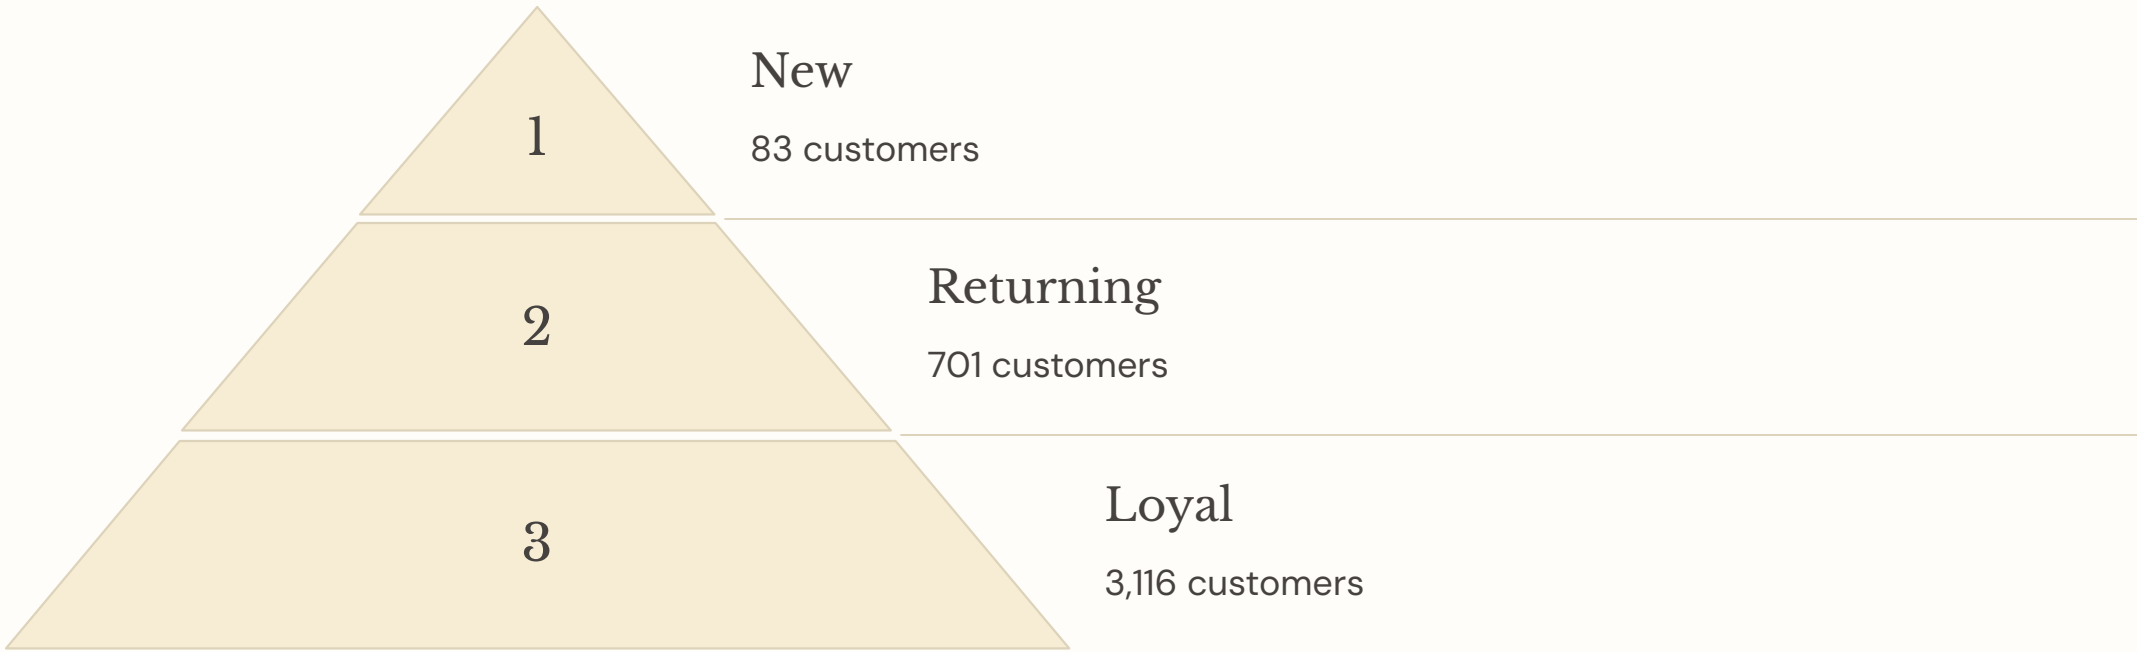 1
New
83 customers
2
Returning
701 customers
3
Loyal
3,116 customers